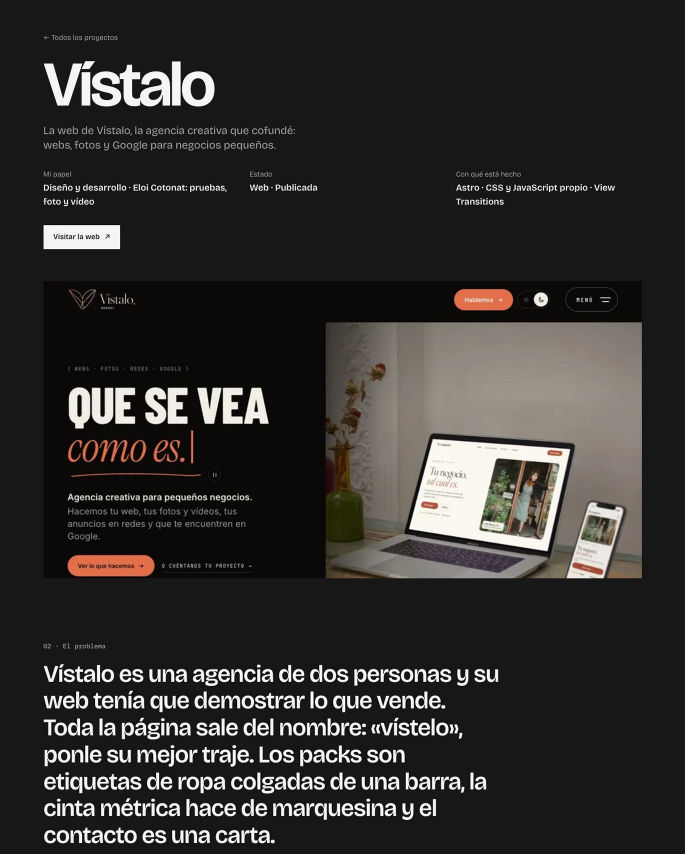 ← Todos los proyectos
Vístalo
La web de Vístalo, la agencia creativa que cofundé:
webs, fotos y Google para negocios pequeños.
Mi papel
Diseño y desarrollo · Eloi Cotonat: pruebas,
foto y vídeo
Estado
Web · Publicada
Con qué está hecho
Astro · CSS y JavaScript propio · View
Transitions
Visitar la web ↗
Vístalo,
Hablemos →
MENÚ
( WEBS · FOTOS · REDES · GOOGLE )
QUE SE VEA
como es.
Agencia creativa para pequeños negocios.
Hacemos tu web, tus fotos y vídeos, tus
anuncios en redes y que te encuentren en
Google.
Ver lo que hacemos →
O CUÉNTANOS TU PROYECTO →
Tu negocio,
tal cual es.
02 · El problema
Vístalo es una agencia de dos personas y su
web tenía que demostrar lo que vende.
Toda la página sale del nombre: «vístelo»,
ponle su mejor traje. Los packs son
etiquetas de ropa colgadas de una barra, la
cinta métrica hace de marquesina y el
contacto es una carta.